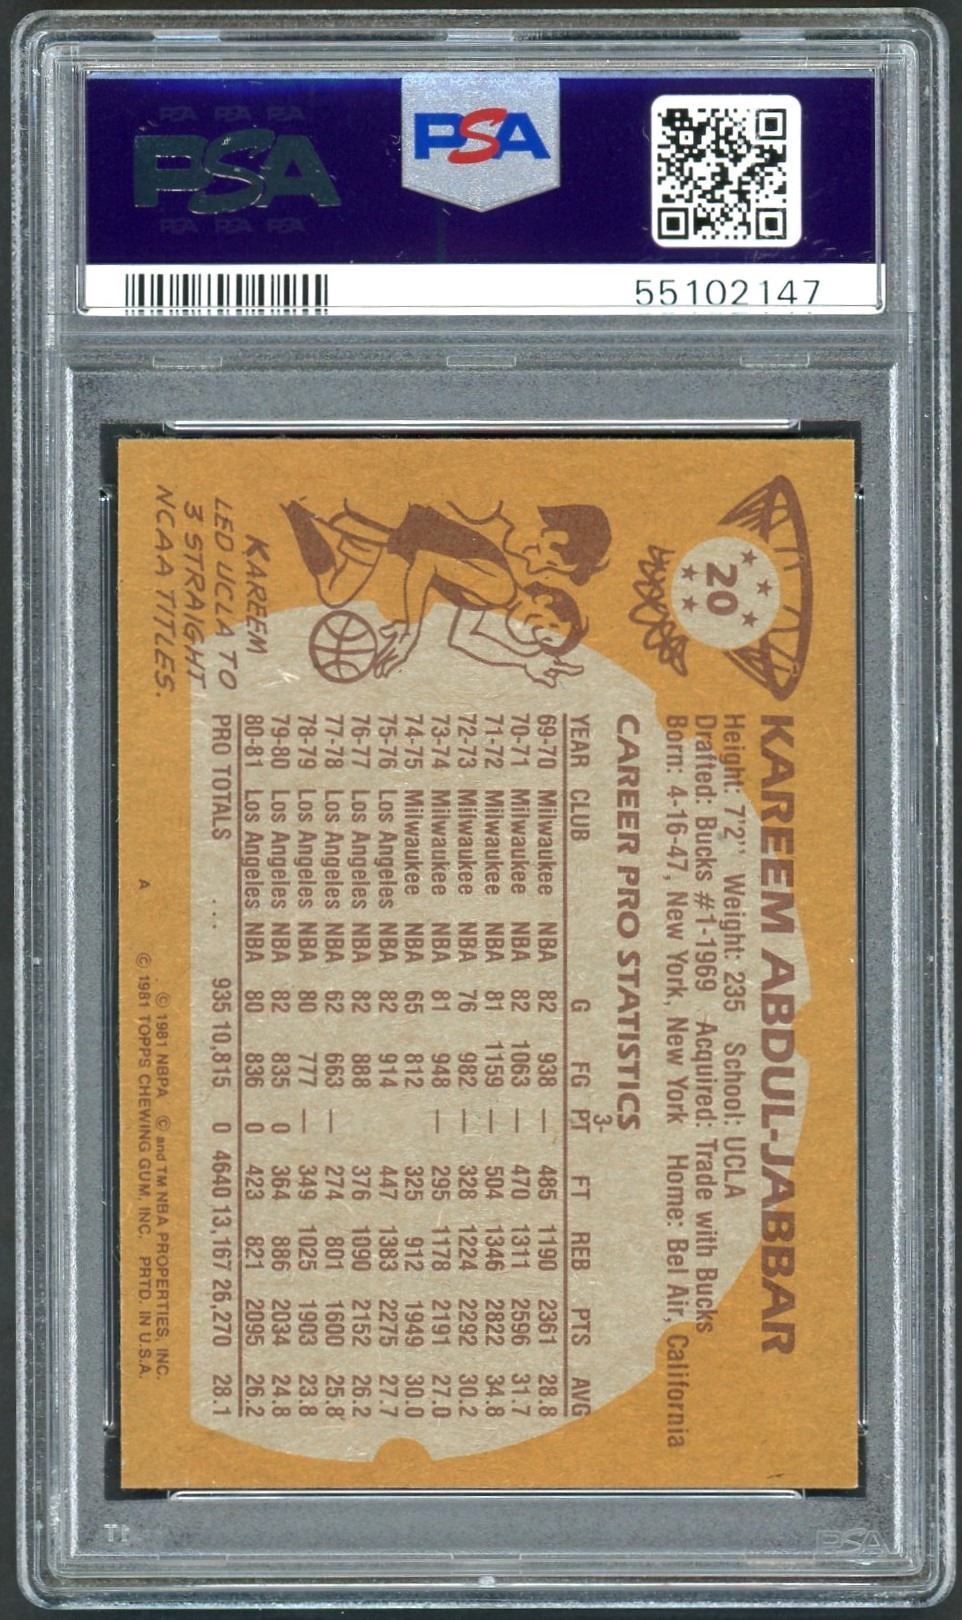 PSA PSA PSA
PSA
PSA PSA PSA
PSA
55102147
20
KAREEM ABDUL-JABBAR
Height: 7'2" Weight: 235 School: UCLA
Drafted: Bucks #1-1969 Acquired: Trade with Bucks
Born: 4-16-47, New York, New York Home: Bel Air, California
CAREER PRO STATISTICS
YEAR CLUB G FG 3-PT FT REB PTS AVG
69-70 Milwaukee NBA 82 938 — 485 1190 2361 28.8
70-71 Milwaukee NBA 82 1063 — 470 1311 2596 31.7
71-72 Milwaukee NBA 81 1159 — 504 1346 2822 34.8
72-73 Milwaukee NBA 76 982 — 328 1224 2292 30.2
73-74 Milwaukee NBA 81 948 — 295 1178 2191 27.0
74-75 Milwaukee NBA 65 812 — 325 912 1949 30.0
75-76 Los Angeles NBA 82 914 — 447 1383 2275 27.7
76-77 Los Angeles NBA 82 888 — 376 1090 2152 26.2
77-78 Los Angeles NBA 62 663 — 274 801 1600 25.8
78-79 Los Angeles NBA 80 777 — 349 1025 1903 23.8
79-80 Los Angeles NBA 82 835 0 364 886 2034 24.8
80-81 Los Angeles NBA 80 836 0 423 821 2095 26.2
PRO TOTALS ... 935 10,815 0 4640 13,167 26,270 28.1
KAREEM
LED UCLA TO
3 STRAIGHT
NCAA TITLES.
© 1981 NBPA © and TM NBA PROPERTIES, INC.
A © 1981 TOPPS CHEWING GUM, INC. PRTD. IN U.S.A.
PSA